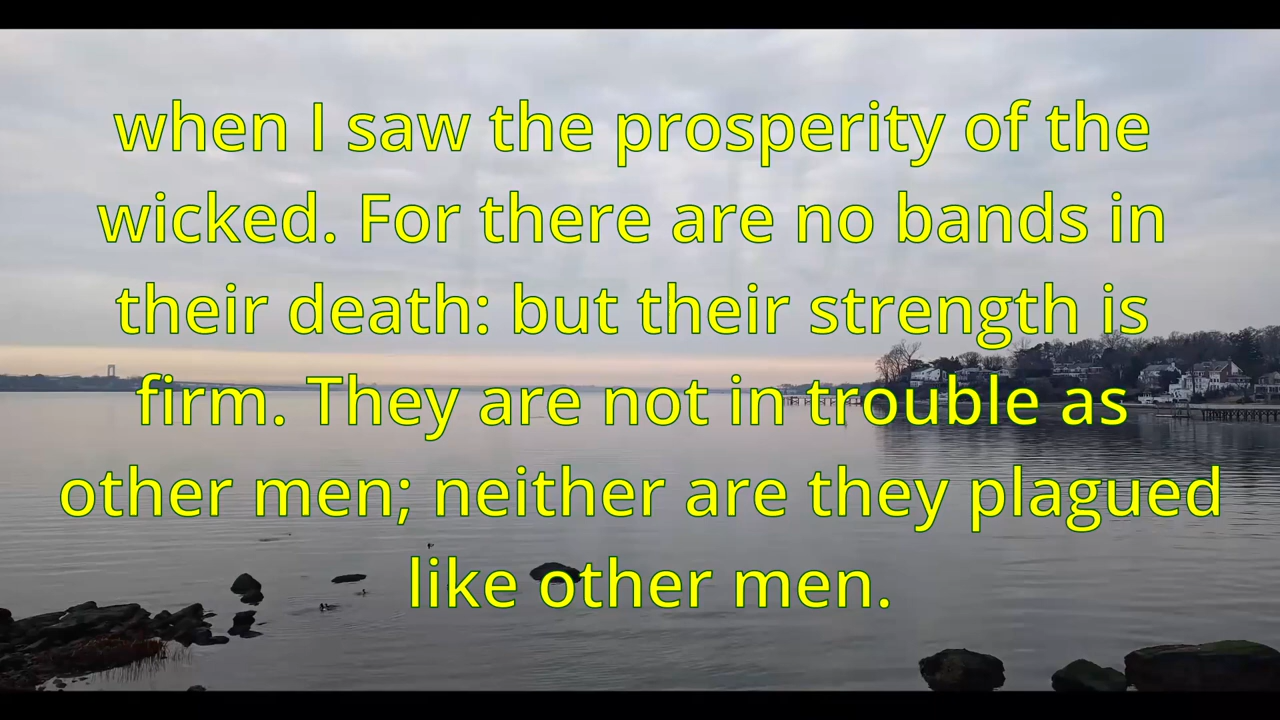 when I saw the prosperity of the
wicked. For there are no bands in
their death: but their strength is
firm. They are not in trouble as
other men; neither are they plagued
like other men.